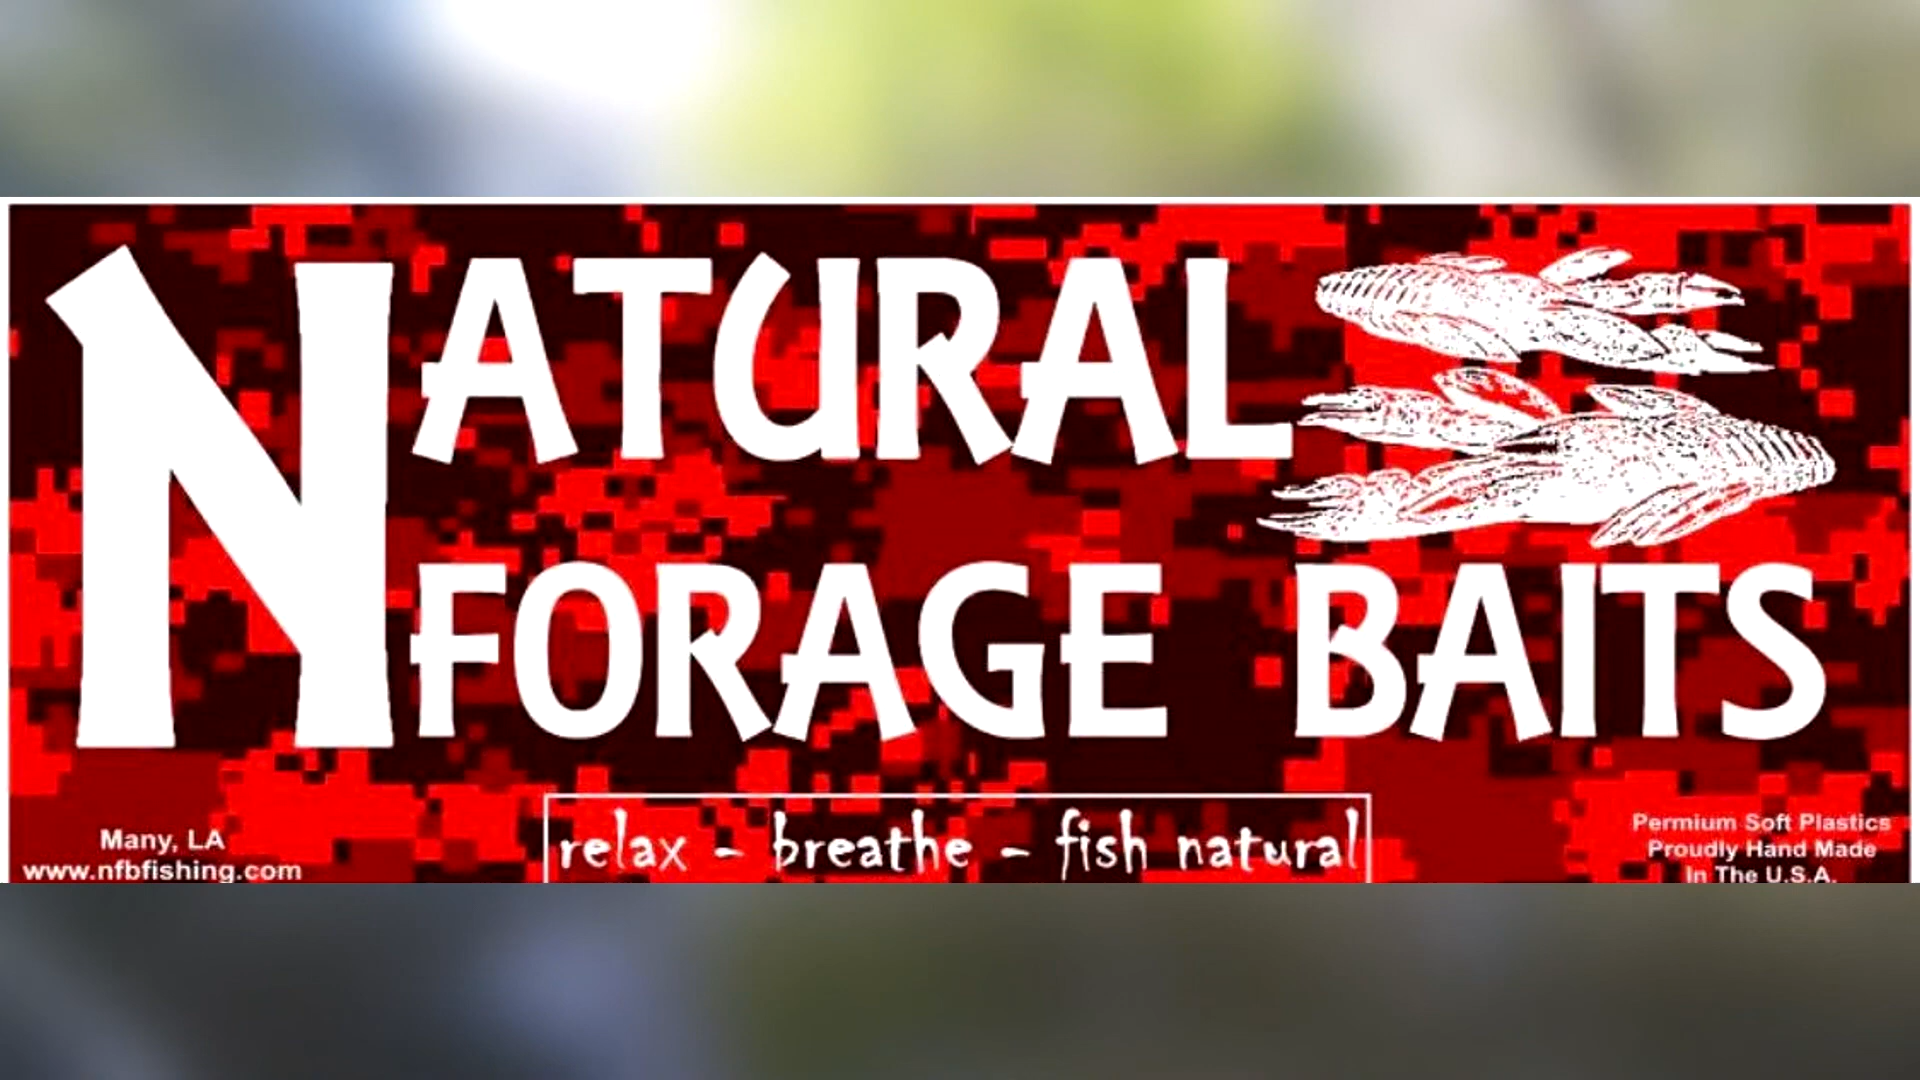 NATURAL
FORAGE BAITS
relax - breathe - fish natural
Many, LA
www.nfbfishing.com
Permium Soft Plastics
Proudly Hand Made
In The U.S.A.